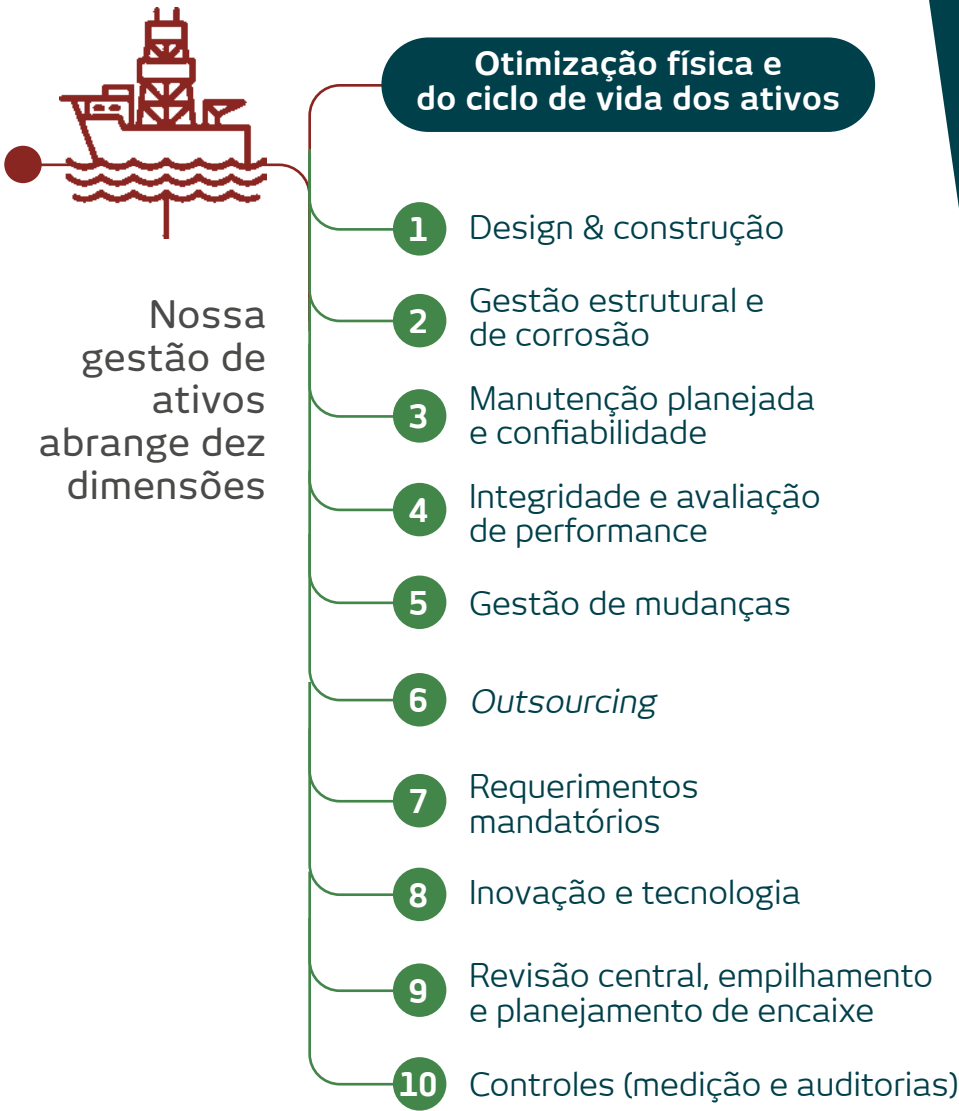 Otimização física e
do ciclo de vida dos ativos
Nossa
gestão de
ativos
abrange dez
dimensões
1 Design & construção
2 Gestão estrutural e
de corrosão
3 Manutenção planejada
e confiabilidade
4 Integridade e avaliação
de performance
5 Gestão de mudanças
6 Outsourcing
7 Requerimentos
mandatórios
8 Inovação e tecnologia
9 Revisão central, empilhamento
e planejamento de encaixe
10 Controles (medição e auditorias)